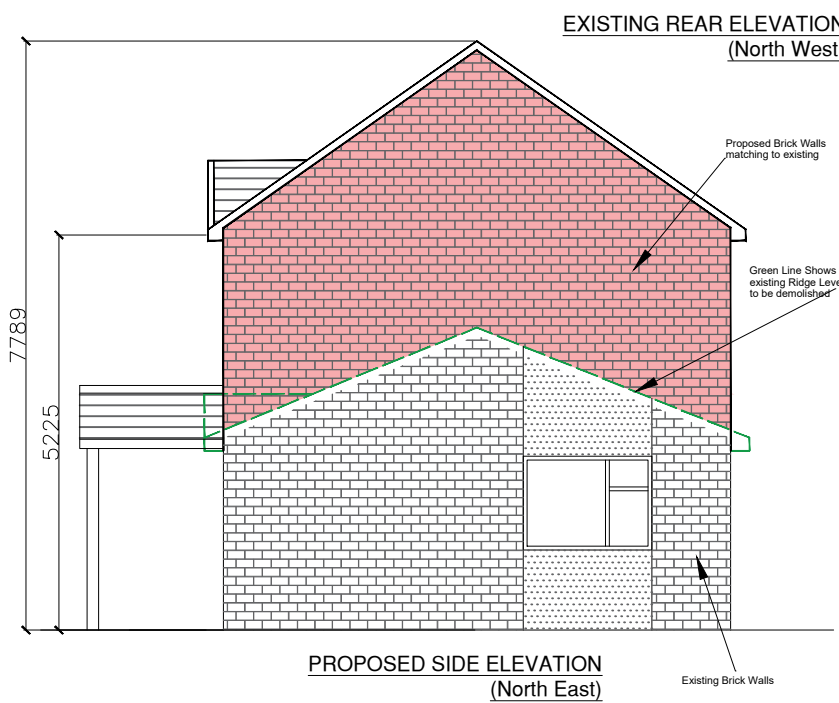 EXISTING REAR ELEVATION
(North West
Proposed Brick Walls
matching to existing
Green Line Shows
existing Ridge Leve
to be demolished
7789
5225
PROPOSED SIDE ELEVATION
(North East)
Existing Brick Walls